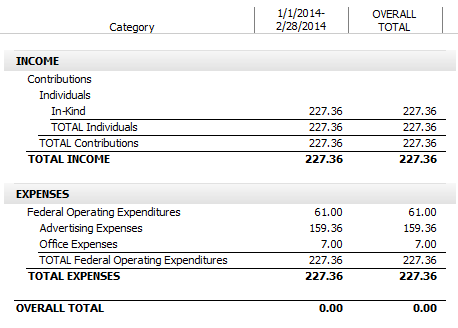 Category 1/1/2014- 2/28/2014 OVERALL TOTAL
INCOME
Contributions
Individuals
In-Kind 227.36 227.36
TOTAL Individuals 227.36 227.36
TOTAL Contributions 227.36 227.36
TOTAL INCOME 227.36 227.36
EXPENSES
Federal Operating Expenditures 61.00 61.00
Advertising Expenses 159.36 159.36
Office Expenses 7.00 7.00
TOTAL Federal Operating Expenditures 227.36 227.36
TOTAL EXPENSES 227.36 227.36
OVERALL TOTAL 0.00 0.00